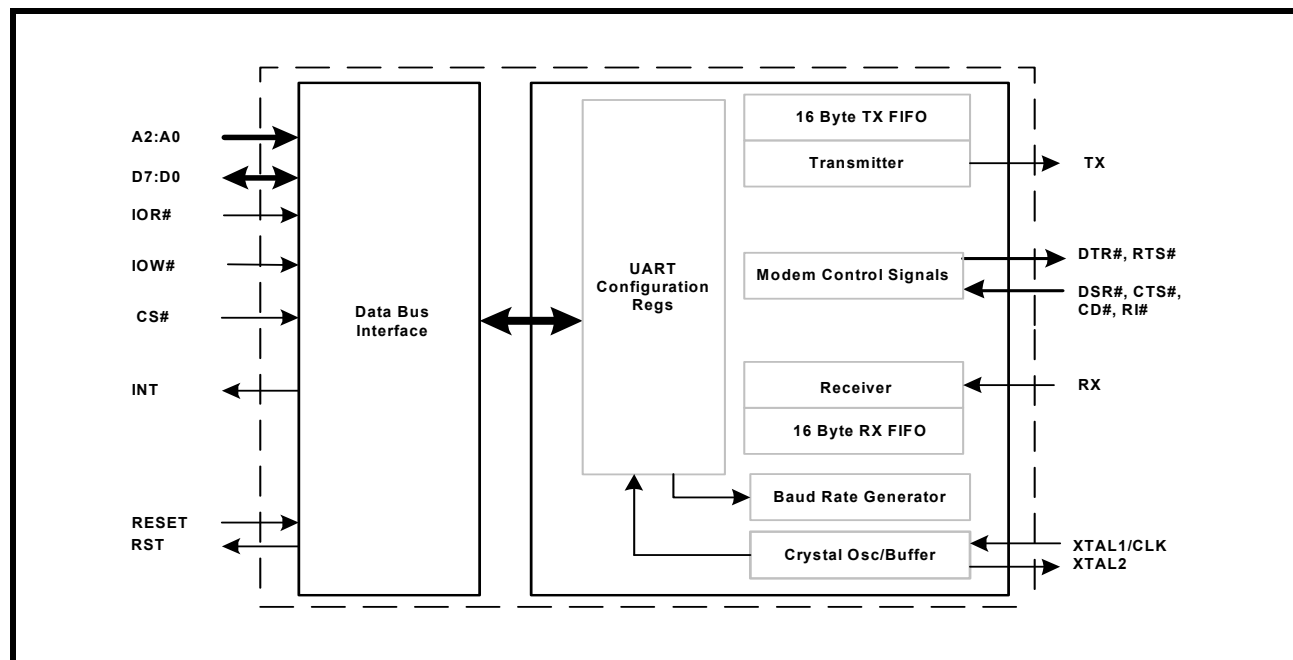 A2:A0
D7:D0
IOR#
IOW#
CS#
INT
RESET
RST
Data Bus
Interface
UART
Configuration
Regs
16 Byte TX FIFO
Transmitter
Modem Control Signals
Receiver
16 Byte RX FIFO
Baud Rate Generator
Crystal Osc/Buffer
TX
DTR#, RTS#
DSR#, CTS#,
CD#, RI#
RX
XTAL1/CLK
XTAL2